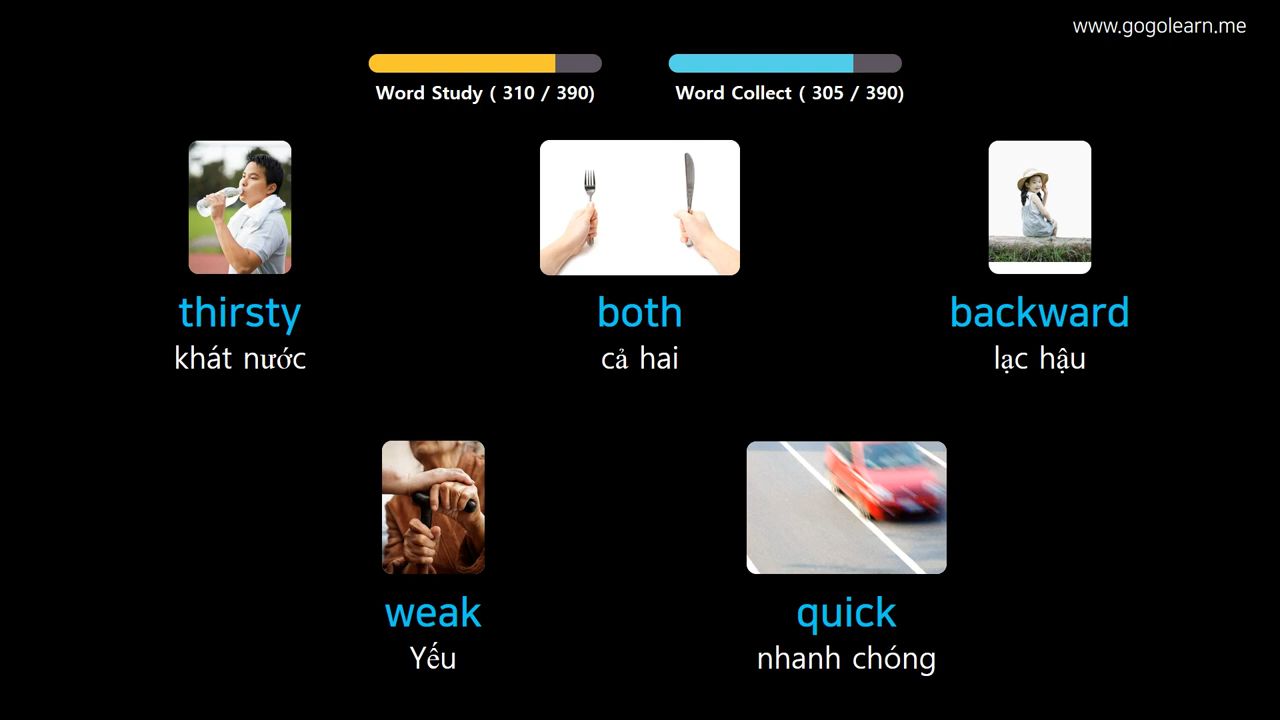 www.gogolearn.me
Word Study ( 310 / 390)
Word Collect ( 305 / 390)
thirsty
khát nước
both
cả hai
backward
lạc hậu
weak
Yếu
quick
nhanh chóng